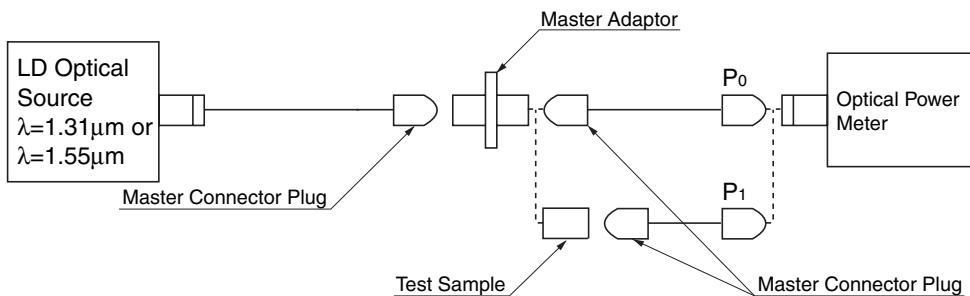 Master Adaptor
LD Optical
Source
λ=1.31μm or
λ=1.55μm
P0
Optical Power
Meter
Master Connector Plug
P1
Test Sample
Master Connector Plug